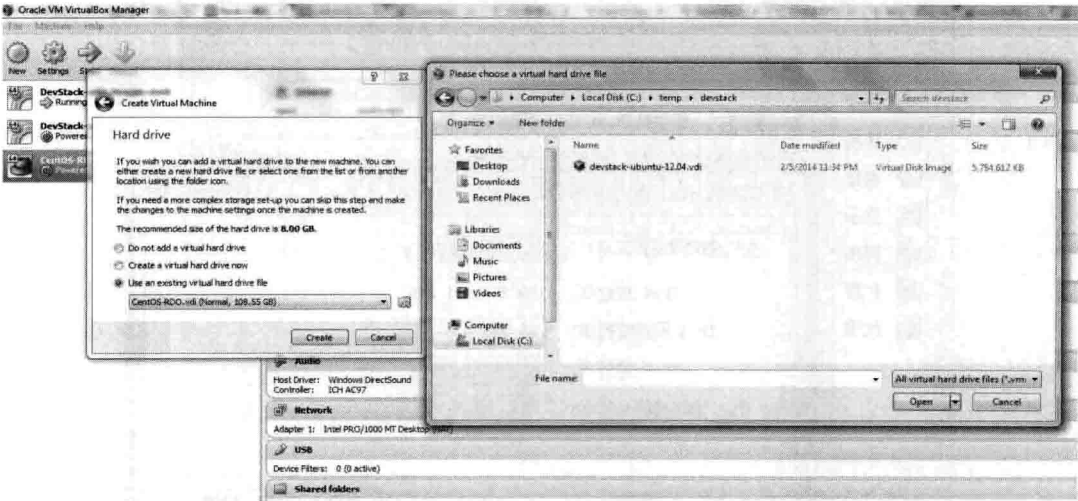 Oracle VM VirtualBox Manager
File Machine Help
New Settings
DevStack-
Running
DevStack-
Powered
Create Virtual Machine
Hard drive
If you wish you can add a virtual hard drive to the new machine. You can
either create a new hard drive file or select one from the list or from another
location using the folder icon.
If you need a more complex storage set-up you can skip this step and make
the changes to the machine settings once the machine is created.
The recommended size of the hard drive is 8.00 GB.
Do not add a virtual hard drive
Create a virtual hard drive now
Use an existing virtual hard drive file
CentOS-RDO.vdi (Normal, 108.55 GB)
Create Cancel
Audio
Host Driver: Windows DirectSound
Controller: ICH AC97
Network
Adapter 1: Intel PRO/1000 MT Desktop
USB
Device Filters: 0 (0 active)
Shared folders
Please choose a virtual hard drive file
Computer Local Disk (C:) temp devstack
Search devstack
Organize New folder
Favorites
Desktop
Downloads
Recent Places
Libraries
Documents
Music
Pictures
Videos
Computer
Local Disk (C:)
Name Date modified Type Size
devstack-ubuntu-12.04.vdi 2/5/2014 11:34 PM Virtual Disk Image 5,754,612 KB
File name:
All virtual hard drive files (*.vm
Open Cancel